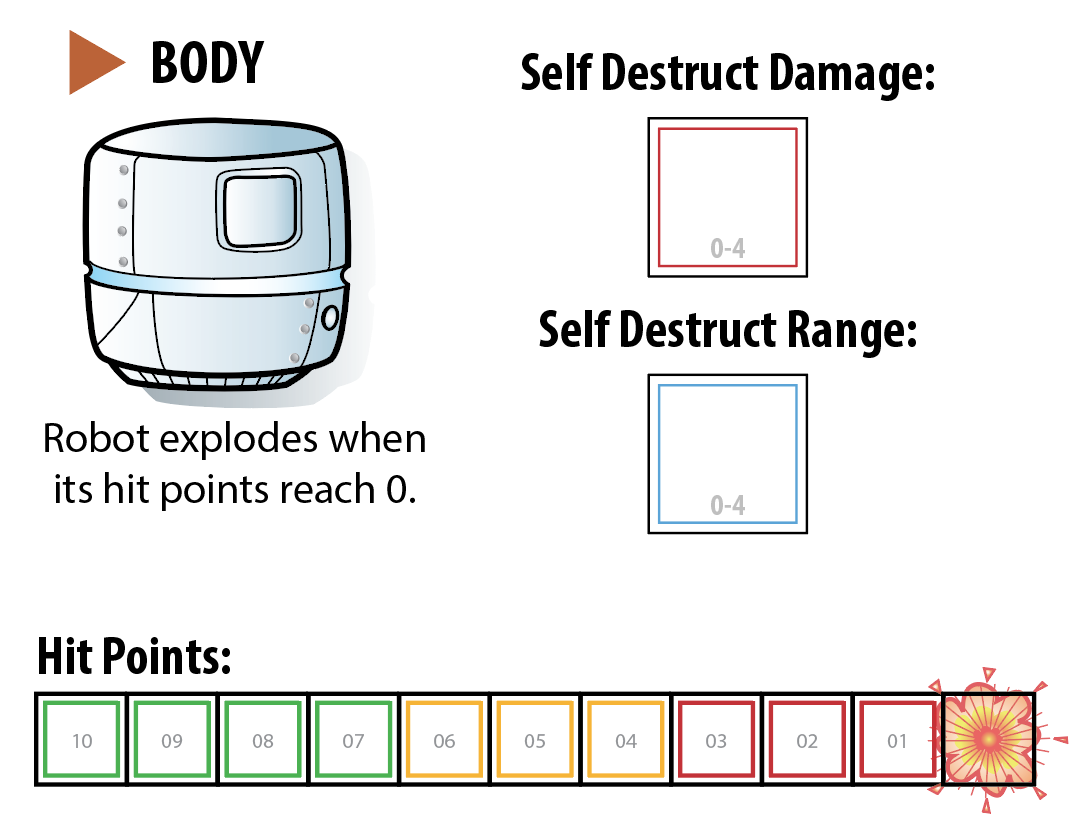 BODY
Self Destruct Damage:
0-4
Self Destruct Range:
0-4
Robot explodes when
its hit points reach 0.
Hit Points:
10 09 08 07 06 05 04 03 02 01